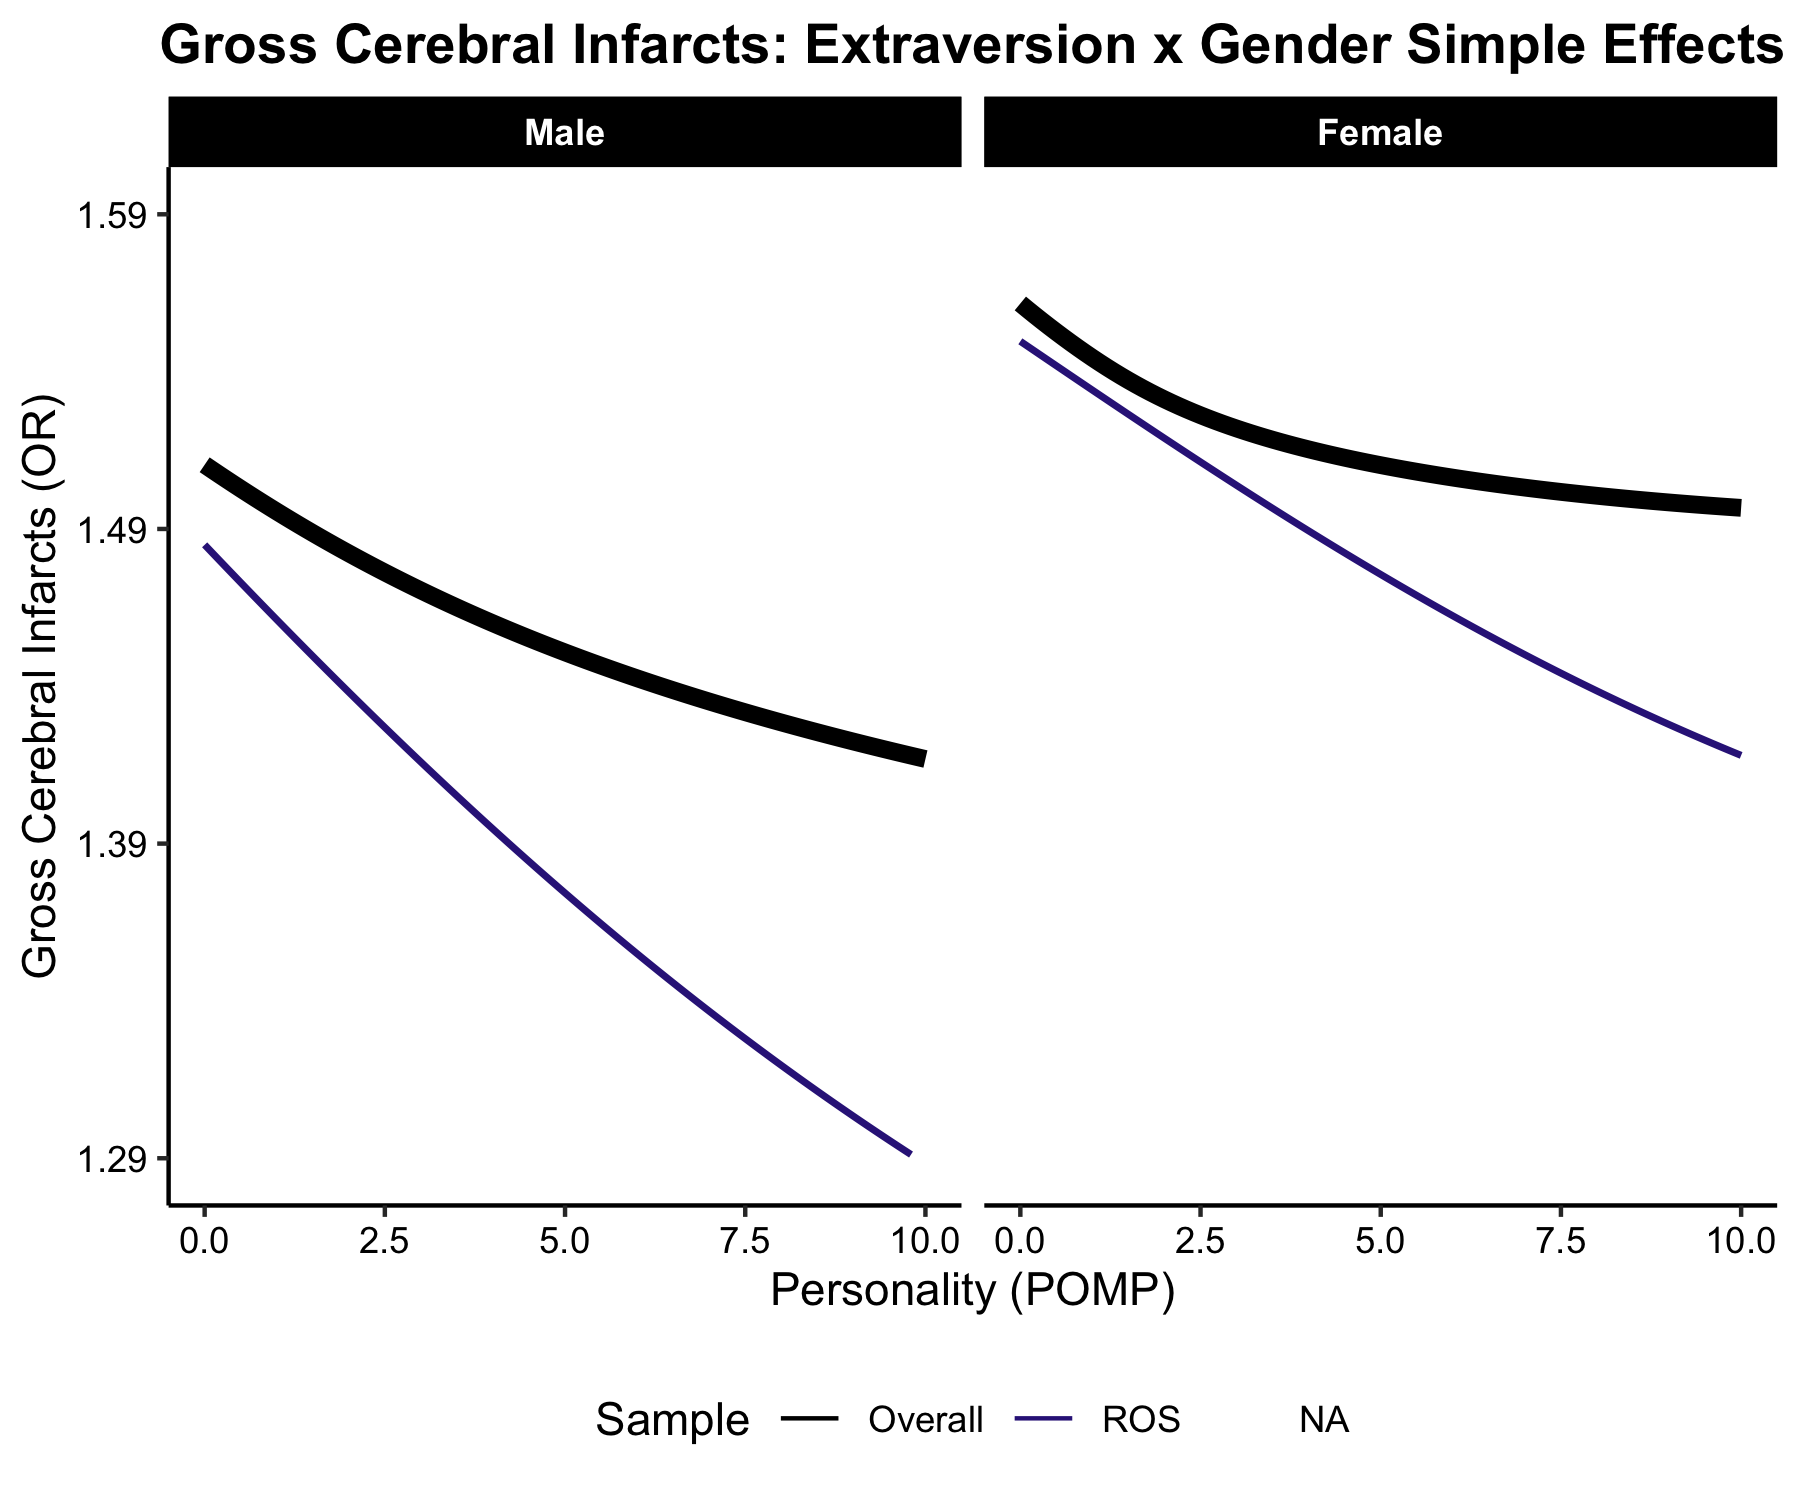 Gross Cerebral Infarcts: Extraversion x Gender Simple Effects
Male
Female
Gross Cerebral Infarcts (OR)
1.59
1.49
1.39
1.29
0.0 2.5 5.0 7.5 10.0
0.0 2.5 5.0 7.5 10.0
Personality (POMP)
Sample Overall ROS NA